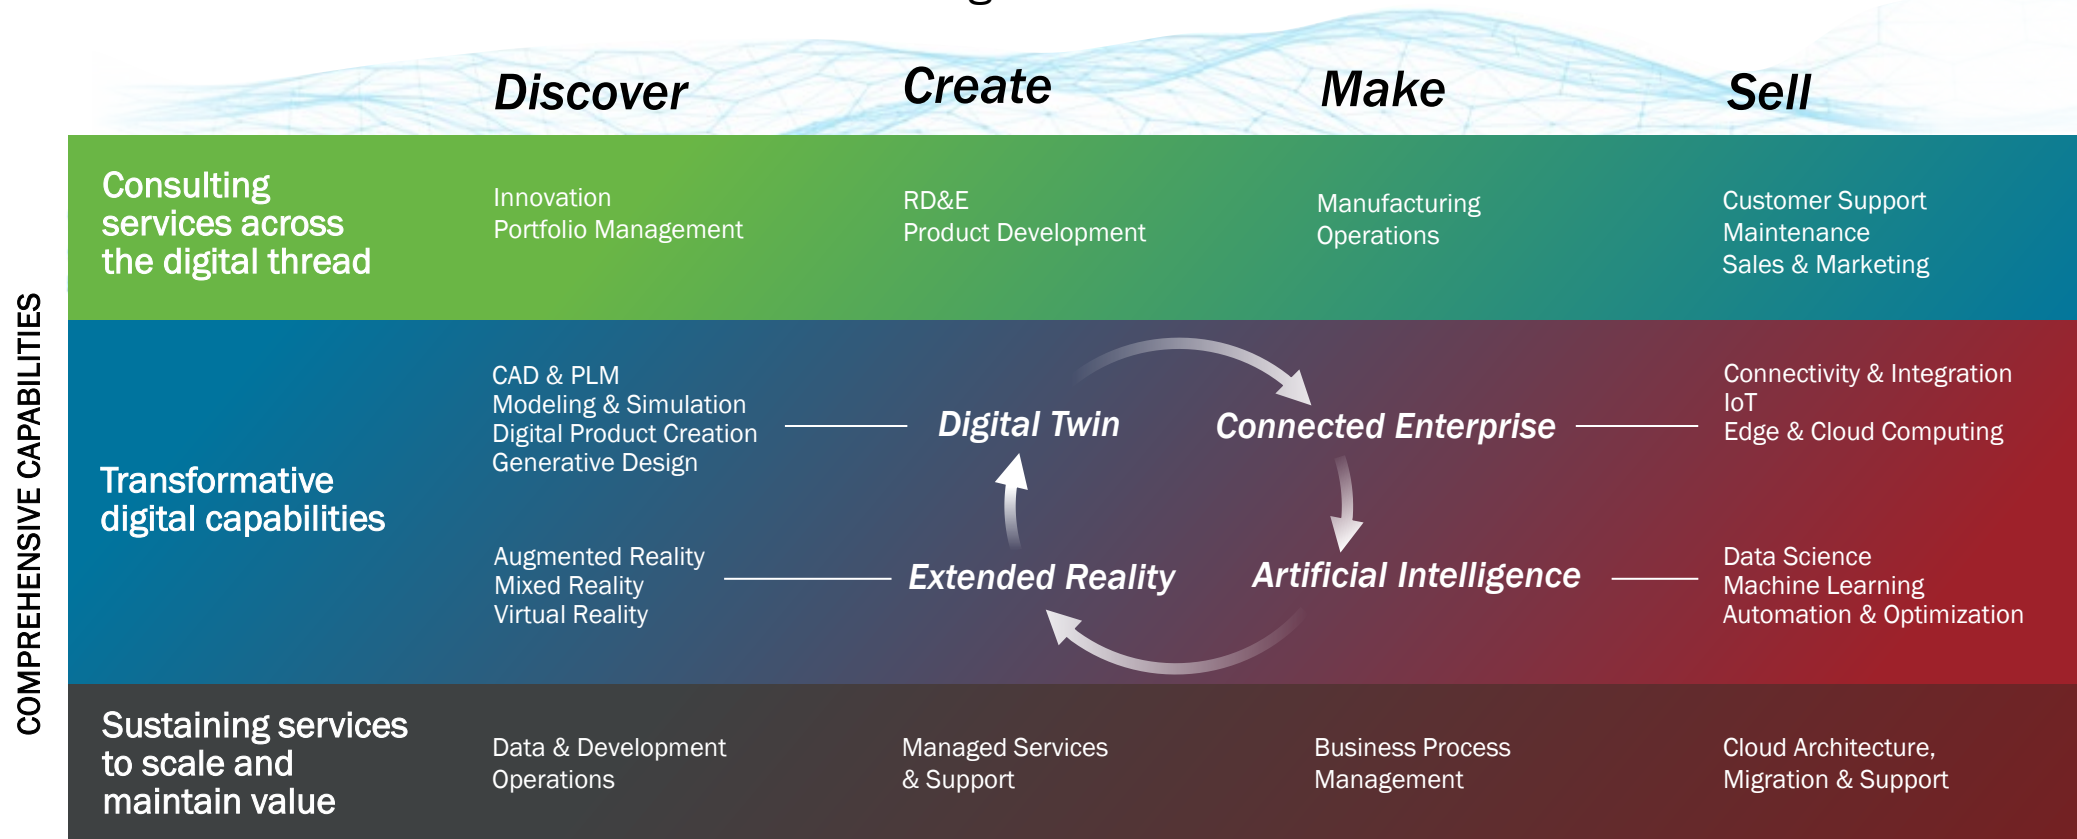 Discover
Create
Make
Sell
COMPREHENSIVE CAPABILITIES
Consulting
services across
the digital thread
Innovation
Portfolio Management
RD&E
Product Development
Manufacturing
Operations
Customer Support
Maintenance
Sales & Marketing
Transformative
digital capabilities
CAD & PLM
Modeling & Simulation
Digital Product Creation
Generative Design
Digital Twin
Connected Enterprise
Connectivity & Integration
IoT
Edge & Cloud Computing
Augmented Reality
Mixed Reality
Virtual Reality
Extended Reality
Artificial Intelligence
Data Science
Machine Learning
Automation & Optimization
Sustaining services
to scale and
maintain value
Data & Development
Operations
Managed Services
& Support
Business Process
Management
Cloud Architecture,
Migration & Support